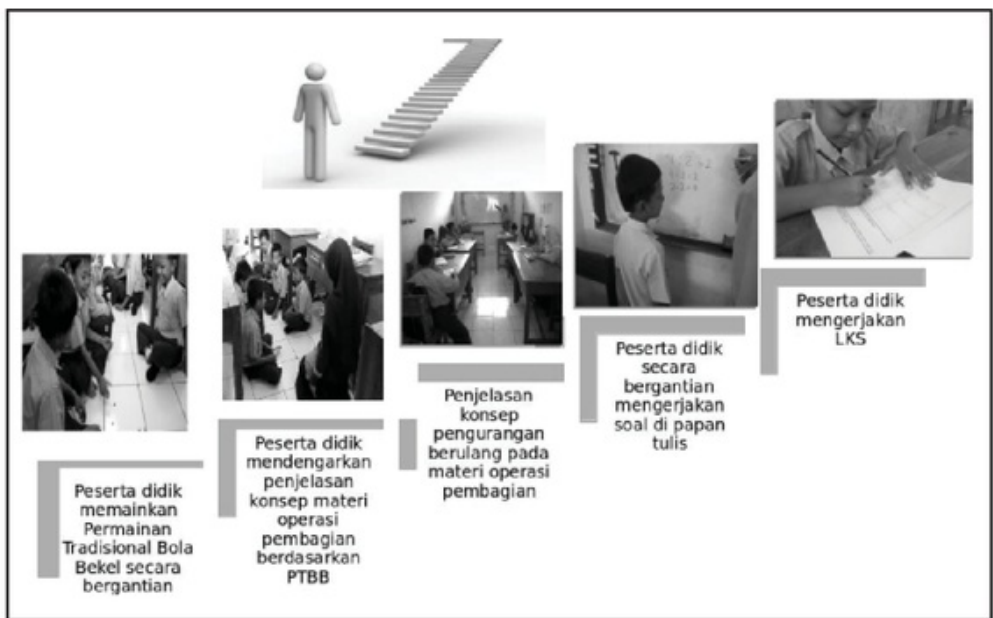 Peserta didik
memainkan
Permainan
Tradisional Bola
Bekel secara
bergantian
Peserta didik
mendengarkan
penjelasan
konsep materi
operasi
pembagian
berdasarkan
PTBB
Penjelasan
konsep
pengurangan
berulang pada
materi operasi
pembagian
Peserta didik
secara
bergantian
mengerjakan
soal di papan
tulis
Peserta didik
mengerjakan
LKS